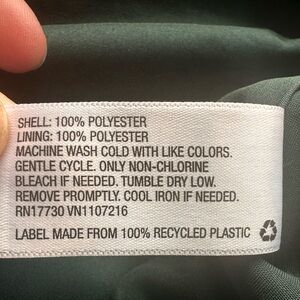 SHELL: 100% POLYESTER
LINING: 100% POLYESTER
MACHINE WASH COLD WITH LIKE COLORS.
GENTLE CYCLE. ONLY NON-CHLORINE
BLEACH IF NEEDED. TUMBLE DRY LOW.
REMOVE PROMPTLY. COOL IRON IF NEEDED.
RN17730 VN1107216
LABEL MADE FROM 100% RECYCLED PLASTIC